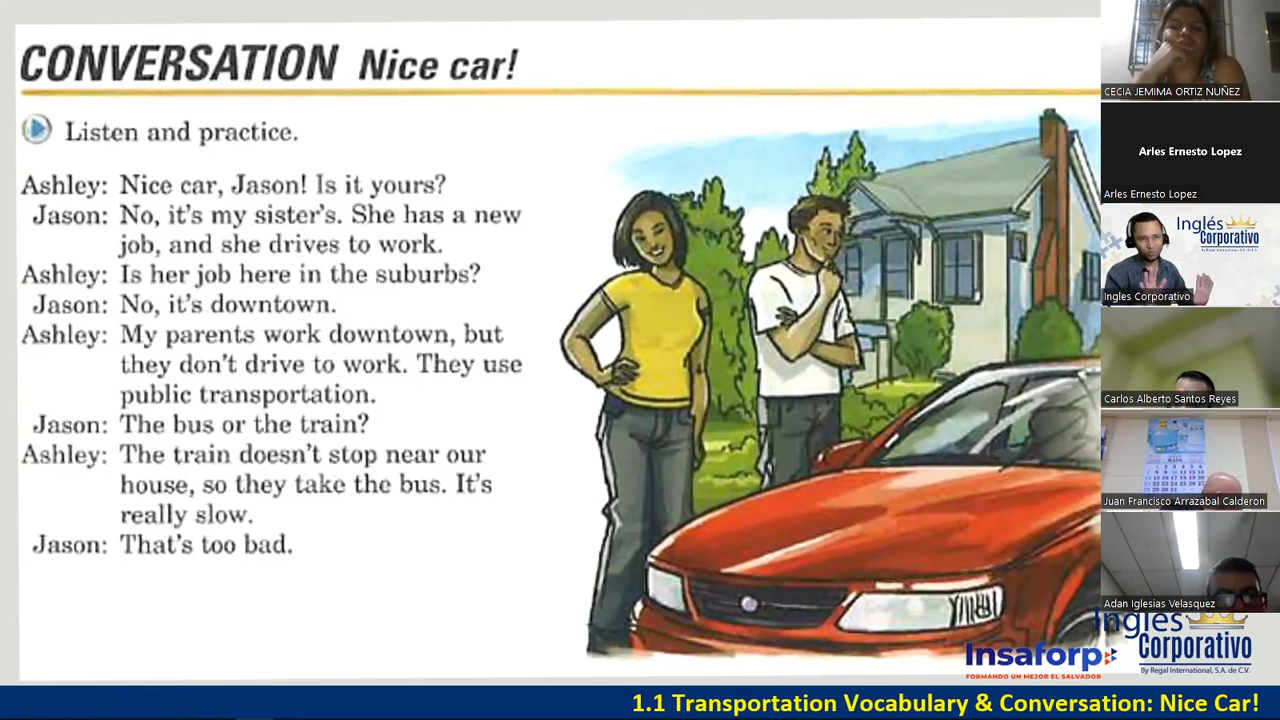 CONVERSATION Nice car!
Listen and practice.
Ashley: Nice car, Jason! Is it yours?
Jason: No, it's my sister's. She has a new
job, and she drives to work.
Ashley: Is her job here in the suburbs?
Jason: No, it's downtown.
Ashley: My parents work downtown, but
they don't drive to work. They use
public transportation.
Jason: The bus or the train?
Ashley: The train doesn't stop near our
house, so they take the bus. It's
really slow.
Jason: That's too bad.
CECIA JEMIMA ORTIZ NUÑEZ
Arles Ernesto Lopez
Arles Ernesto Lopez
Inglés
Corporativo
By Regal International, S.A. de C.V.
Ingles Corporativo
Carlos Alberto Santos Reyes
Juan Francisco Arrazabal Calderon
Adan Iglesias Velasquez
Inglés
Corporativo
By Regal International, S.A. de C.V.
Insaforp
FORMANDO UN MEJOR EL SALVADOR
1.1 Transportation Vocabulary & Conversation: Nice Car!